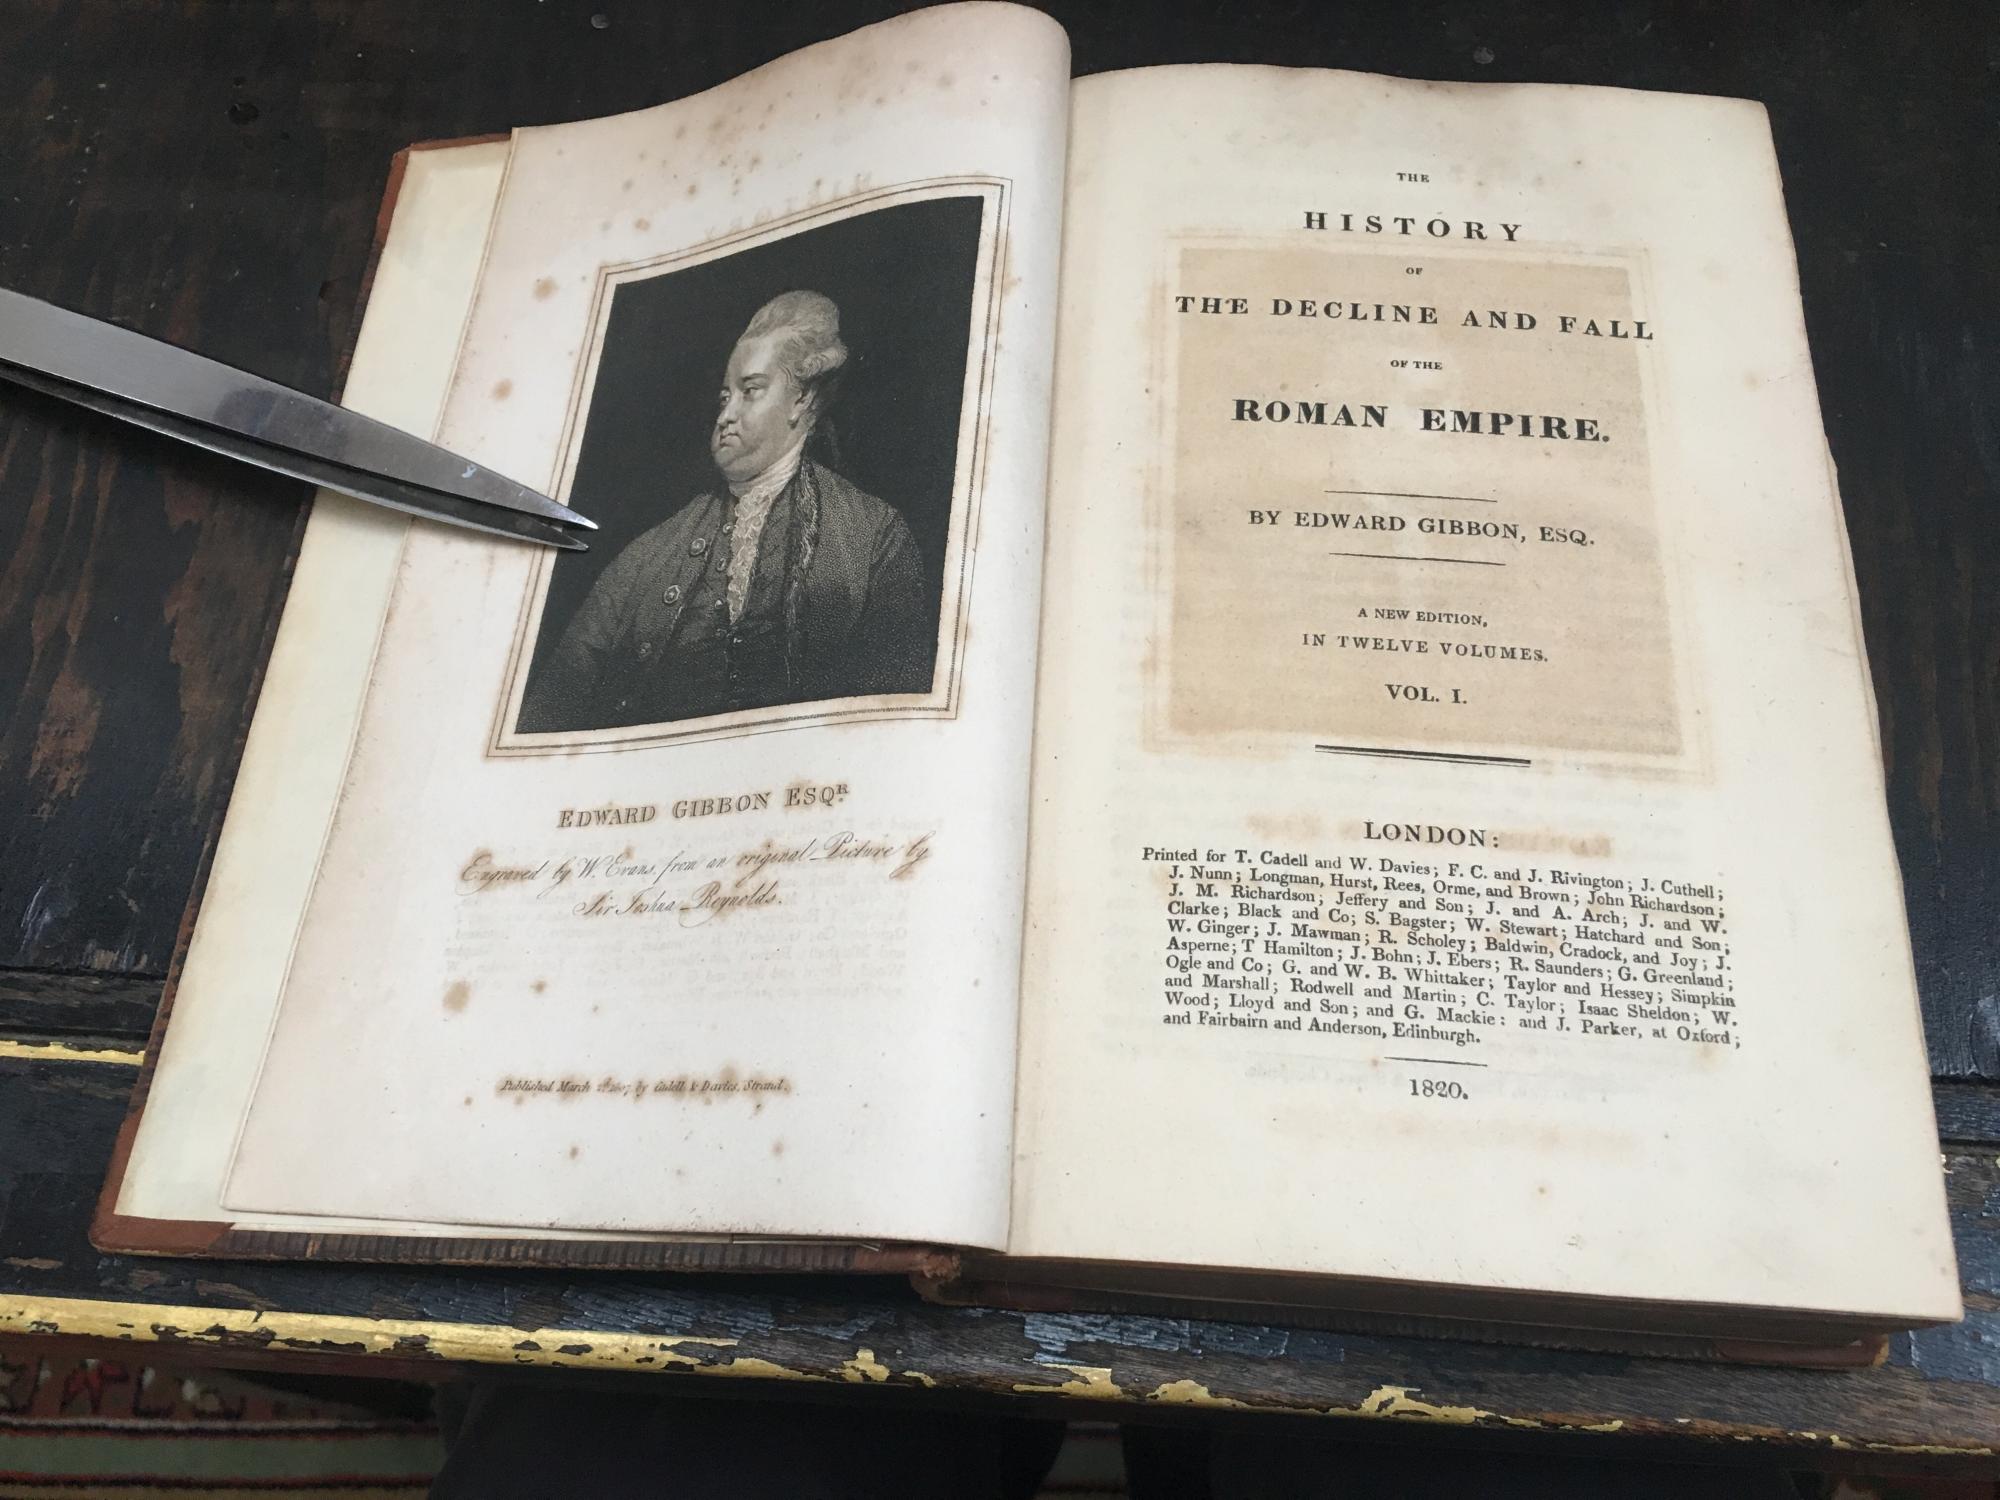 EDWARD GIBBON ESQR.
Engraved by W. Evans, from an original Picture by
Sir Joshua Reynolds.
Published March 2d 1807, by Cadell & Davies, Strand.
THE
HISTORY
OF
THE DECLINE AND FALL
OF THE
ROMAN EMPIRE.
BY EDWARD GIBBON, ESQ.
A NEW EDITION,
IN TWELVE VOLUMES.
VOL. I.
LONDON:
Printed for T. Cadell and W. Davies; F. C. and J. Rivington; J. Cuthell;
J. Nunn; Longman, Hurst, Rees, Orme, and Brown; John Richardson;
J. M. Richardson; Jeffery and Son; J. and A. Arch; J. and W.
Clarke; Black and Co; S. Bagster; W. Stewart; Hatchard and Son;
W. Ginger; J. Mawman; R. Scholey; Baldwin, Cradock, and Joy; J.
Asperne; T Hamilton; J. Bohn; J. Ebers; R. Saunders; G. Greenland;
Ogle and Co; G. and W. B. Whittaker; Taylor and Hessey; Simpkin
and Marshall; Rodwell and Martin; C. Taylor; Isaac Sheldon; W.
Wood; Lloyd and Son; and G. Mackie: and J. Parker, at Oxford;
and Fairbairn and Anderson, Edinburgh.
1820.